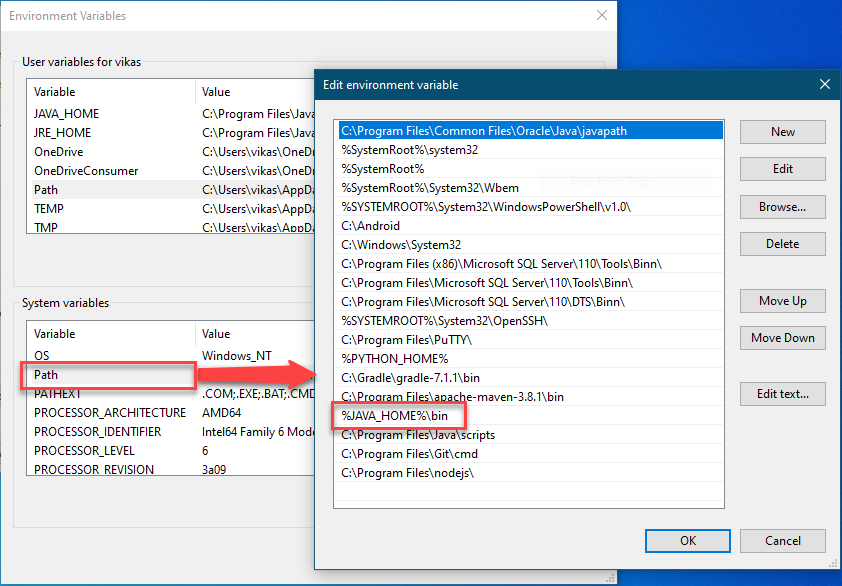 Environment Variables
User variables for vikas
Variable Value
JAVA_HOME C:\Program Files\Java
JRE_HOME C:\Program Files\Java
OneDrive C:\Users\vikas\OneD
OneDriveConsumer C:\Users\vikas\OneD
Path C:\Users\vikas\AppDa
TEMP C:\Users\vikas\AppDa
TMP C:\Users\vikas\AppDa
System variables
Variable Value
OS Windows_NT
Path
PATHEXT .COM;.EXE;.BAT;.CMD
PROCESSOR_ARCHITECTURE AMD64
PROCESSOR_IDENTIFIER Intel64 Family 6 Mode
PROCESSOR_LEVEL 6
PROCESSOR_REVISION 3a09
Edit environment variable
C:\Program Files\Common Files\Oracle\Java\javapath
%SystemRoot%\system32
%SystemRoot%
%SystemRoot%\System32\Wbem
%SYSTEMROOT%\System32\WindowsPowerShell\v1.0\
C:\Android
C:\Windows\System32
C:\Program Files (x86)\Microsoft SQL Server\110\Tools\Binn\
C:\Program Files\Microsoft SQL Server\110\Tools\Binn\
C:\Program Files\Microsoft SQL Server\110\DTS\Binn\
%SYSTEMROOT%\System32\OpenSSH\
C:\Program Files\PuTTY\
%PYTHON_HOME%
C:\Gradle\gradle-7.1.1\bin
C:\Program Files\apache-maven-3.8.1\bin
%JAVA_HOME%\bin
C:\Program Files\Java\scripts
C:\Program Files\Git\cmd
C:\Program Files\nodejs\
New
Edit
Browse...
Delete
Move Up
Move Down
Edit text...
OK
Cancel